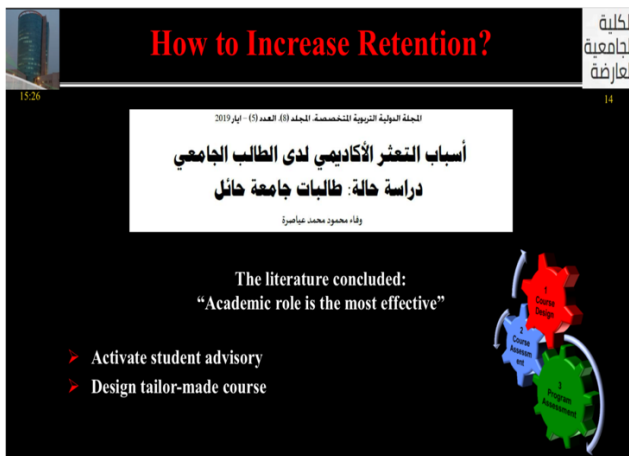 How to Increase Retention?
الكلية
الجامعية
لعارضة
15:26
14
المجلة الدولية التربوية المتخصصة، المجلد (8)، العدد (5) – أيار 2019
أسباب التعثر الأكاديمي لدى الطالب الجامعي
دراسة حالة: طالبات جامعة حائل
وفاء محمود محمد عياصرة
The literature concluded:
“Academic role is the most effective”
Activate student advisory
Design tailor-made course
1
Course
Design
2
Course
Assessm
ent
3
Program
Assessment